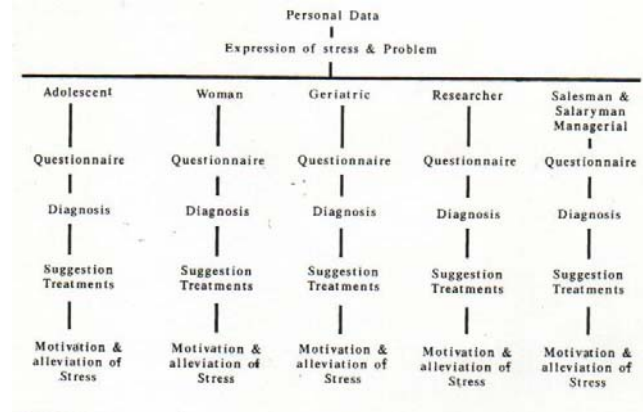 Personal Data
Expression of stress & Problem
Adolescent Woman Geriatric Researcher Salesman &
Salaryman
Managerial
Questionnaire Questionnaire Questionnaire Questionnaire Questionnaire
Diagnosis Diagnosis Diagnosis Diagnosis Diagnosis
Suggestion Suggestion Suggestion Suggestion Suggestion
Treatments Treatments Treatments Treatments Treatments
Motivation & Motivation & Motivation & Motivation & Motivation &
alleviation of alleviation of alleviation of alleviation of alleviation of
Stress Stress Stress Stress Stress